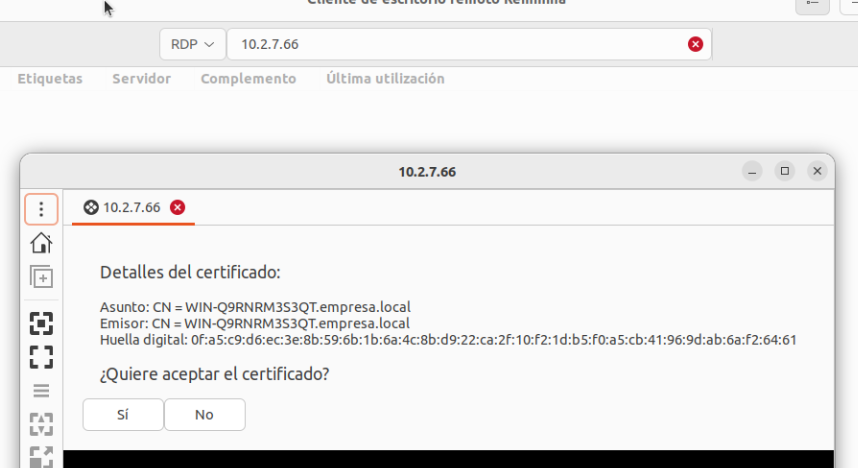 Cliente de escritorio remoto Remmina
RDP
10.2.7.66
Etiquetas Servidor Complemento Última utilización
10.2.7.66
10.2.7.66
Detalles del certificado:
Asunto: CN = WIN-Q9RNRM3S3QT.empresa.local
Emisor: CN = WIN-Q9RNRM3S3QT.empresa.local
Huella digital: 0f:a5:c9:d6:ec:3e:8b:59:6b:1b:6a:4c:8b:d9:22:ca:2f:10:f2:1d:b5:f0:a5:cb:41:96:9d:ab:6a:f2:64:61
¿Quiere aceptar el certificado?
Sí No